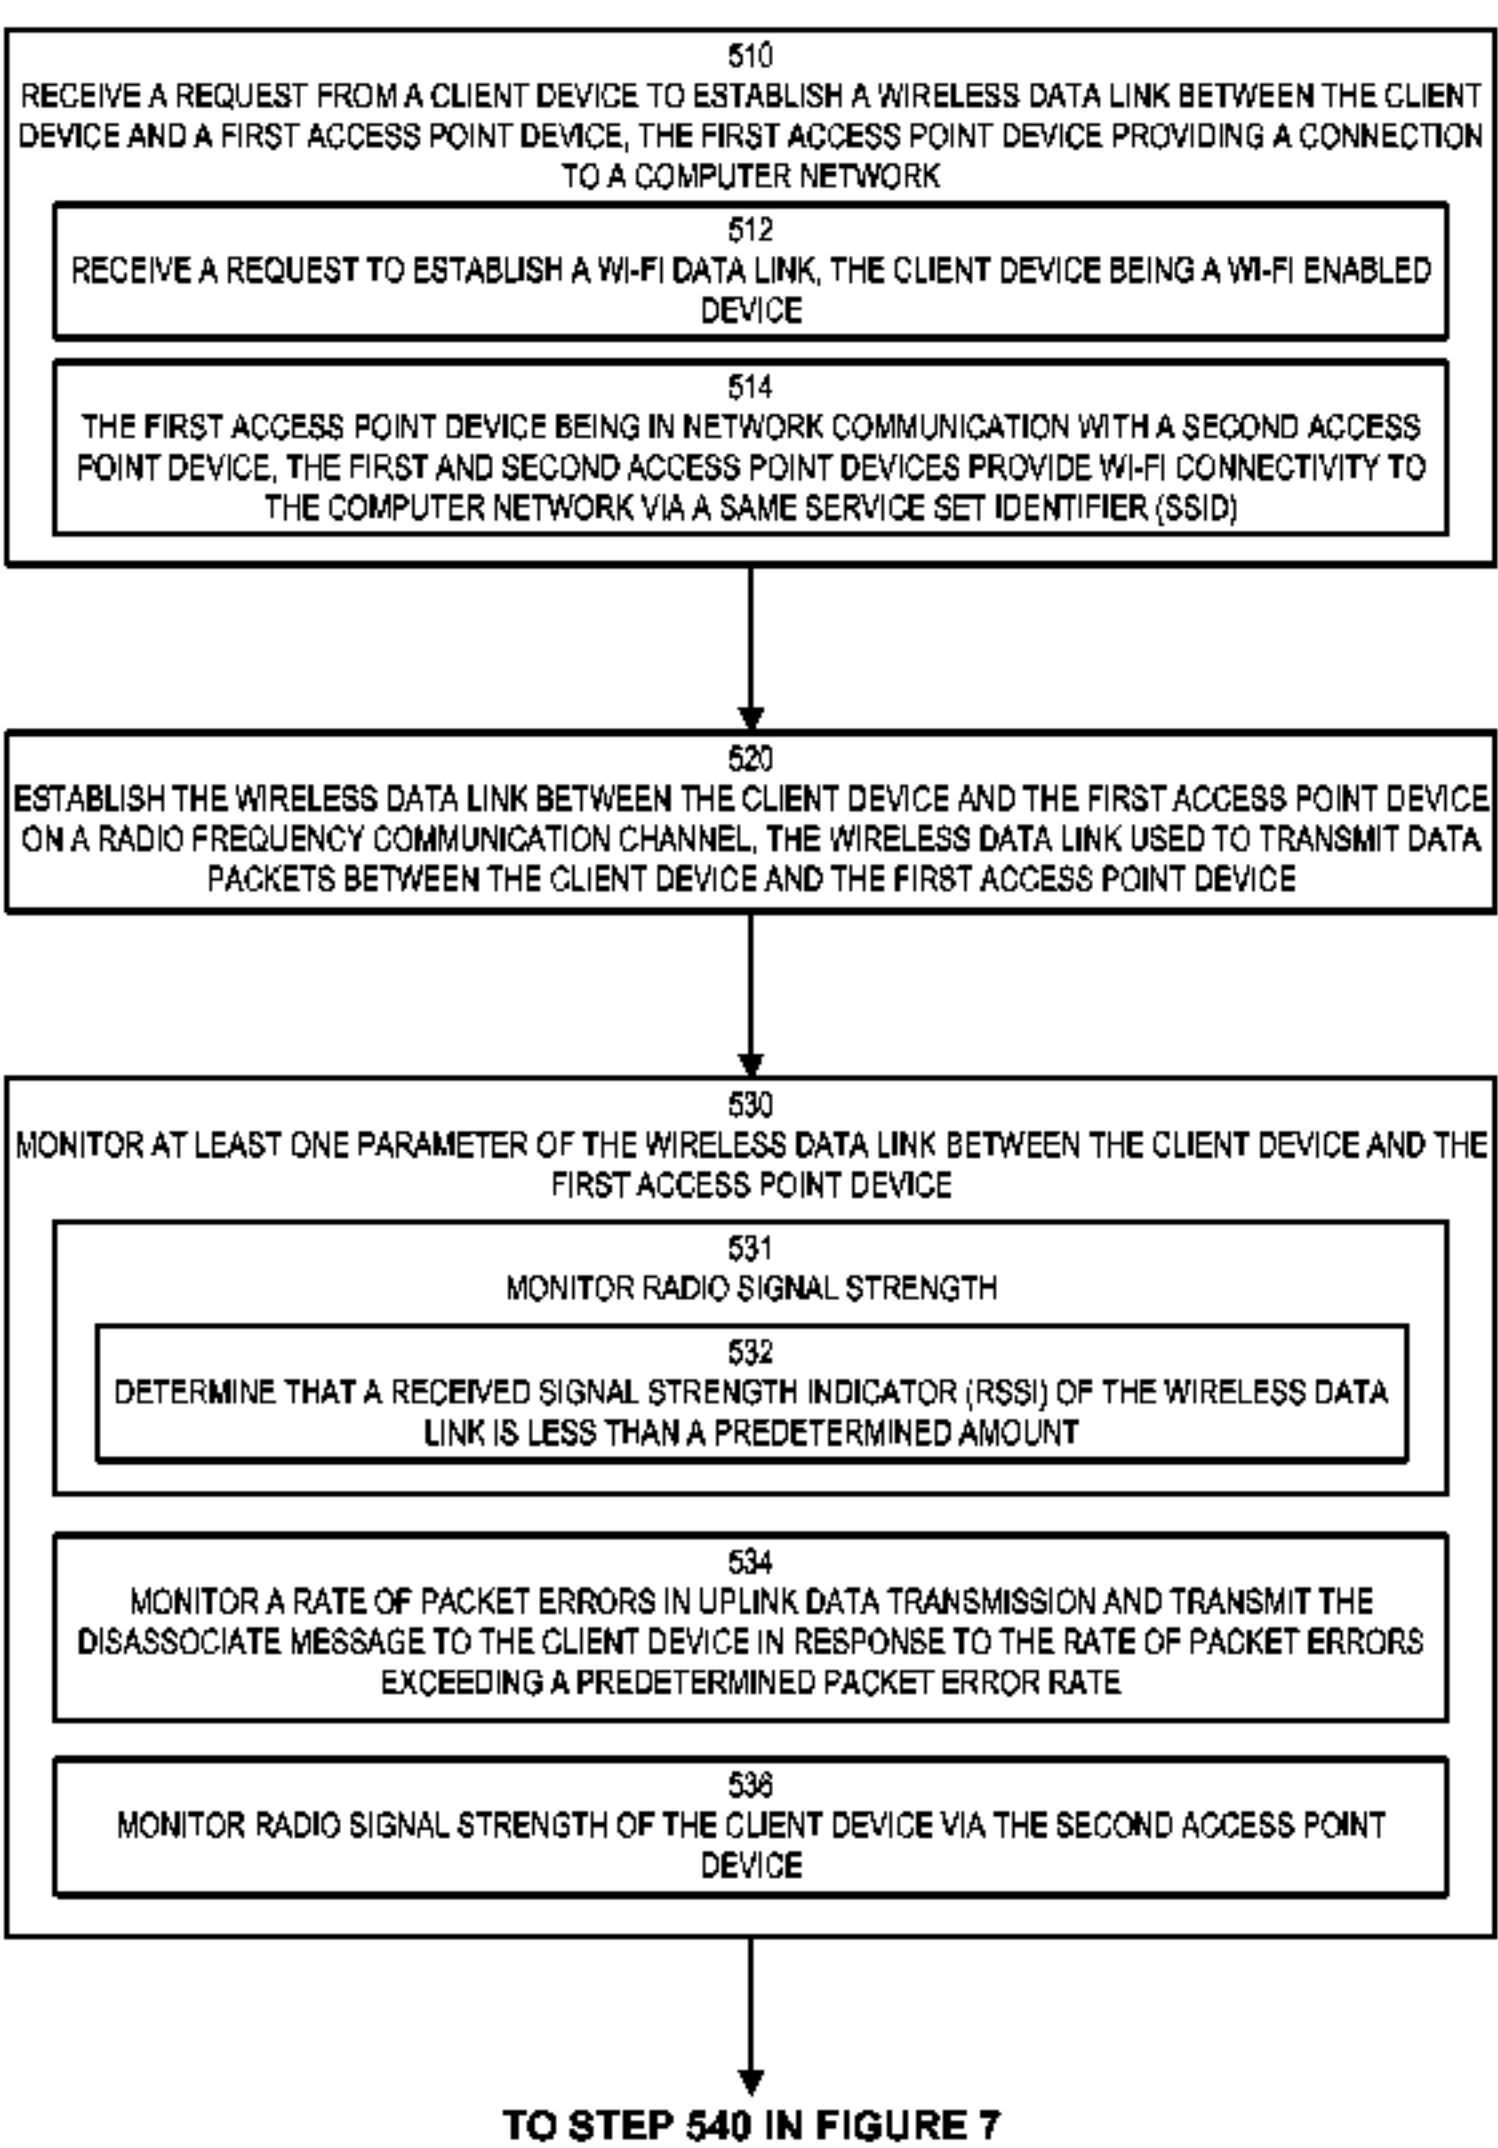 510
RECEIVE A REQUEST FROM A CLIENT DEVICE TO ESTABLISH A WIRELESS DATA LINK BETWEEN THE CLIENT
DEVICE AND A FIRST ACCESS POINT DEVICE, THE FIRST ACCESS POINT DEVICE PROVIDING A CONNECTION
TO A COMPUTER NETWORK
512
RECEIVE A REQUEST TO ESTABLISH A WI-FI DATA LINK, THE CLIENT DEVICE BEING A WI-FI ENABLED
DEVICE
514
THE FIRST ACCESS POINT DEVICE BEING IN NETWORK COMMUNICATION WITH A SECOND ACCESS
POINT DEVICE, THE FIRST AND SECOND ACCESS POINT DEVICES PROVIDE WI-FI CONNECTIVITY TO
THE COMPUTER NETWORK VIA A SAME SERVICE SET IDENTIFIER (SSID)
520
ESTABLISH THE WIRELESS DATA LINK BETWEEN THE CLIENT DEVICE AND THE FIRST ACCESS POINT DEVICE
ON A RADIO FREQUENCY COMMUNICATION CHANNEL, THE WIRELESS DATA LINK USED TO TRANSMIT DATA
PACKETS BETWEEN THE CLIENT DEVICE AND THE FIRST ACCESS POINT DEVICE
530
MONITOR AT LEAST ONE PARAMETER OF THE WIRELESS DATA LINK BETWEEN THE CLIENT DEVICE AND THE
FIRST ACCESS POINT DEVICE
531
MONITOR RADIO SIGNAL STRENGTH
532
DETERMINE THAT A RECEIVED SIGNAL STRENGTH INDICATOR (RSSI) OF THE WIRELESS DATA
LINK IS LESS THAN A PREDETERMINED AMOUNT
534
MONITOR A RATE OF PACKET ERRORS IN UPLINK DATA TRANSMISSION AND TRANSMIT THE
DISASSOCIATE MESSAGE TO THE CLIENT DEVICE IN RESPONSE TO THE RATE OF PACKET ERRORS
EXCEEDING A PREDETERMINED PACKET ERROR RATE
536
MONITOR RADIO SIGNAL STRENGTH OF THE CLIENT DEVICE VIA THE SECOND ACCESS POINT
DEVICE
TO STEP 540 IN FIGURE 7